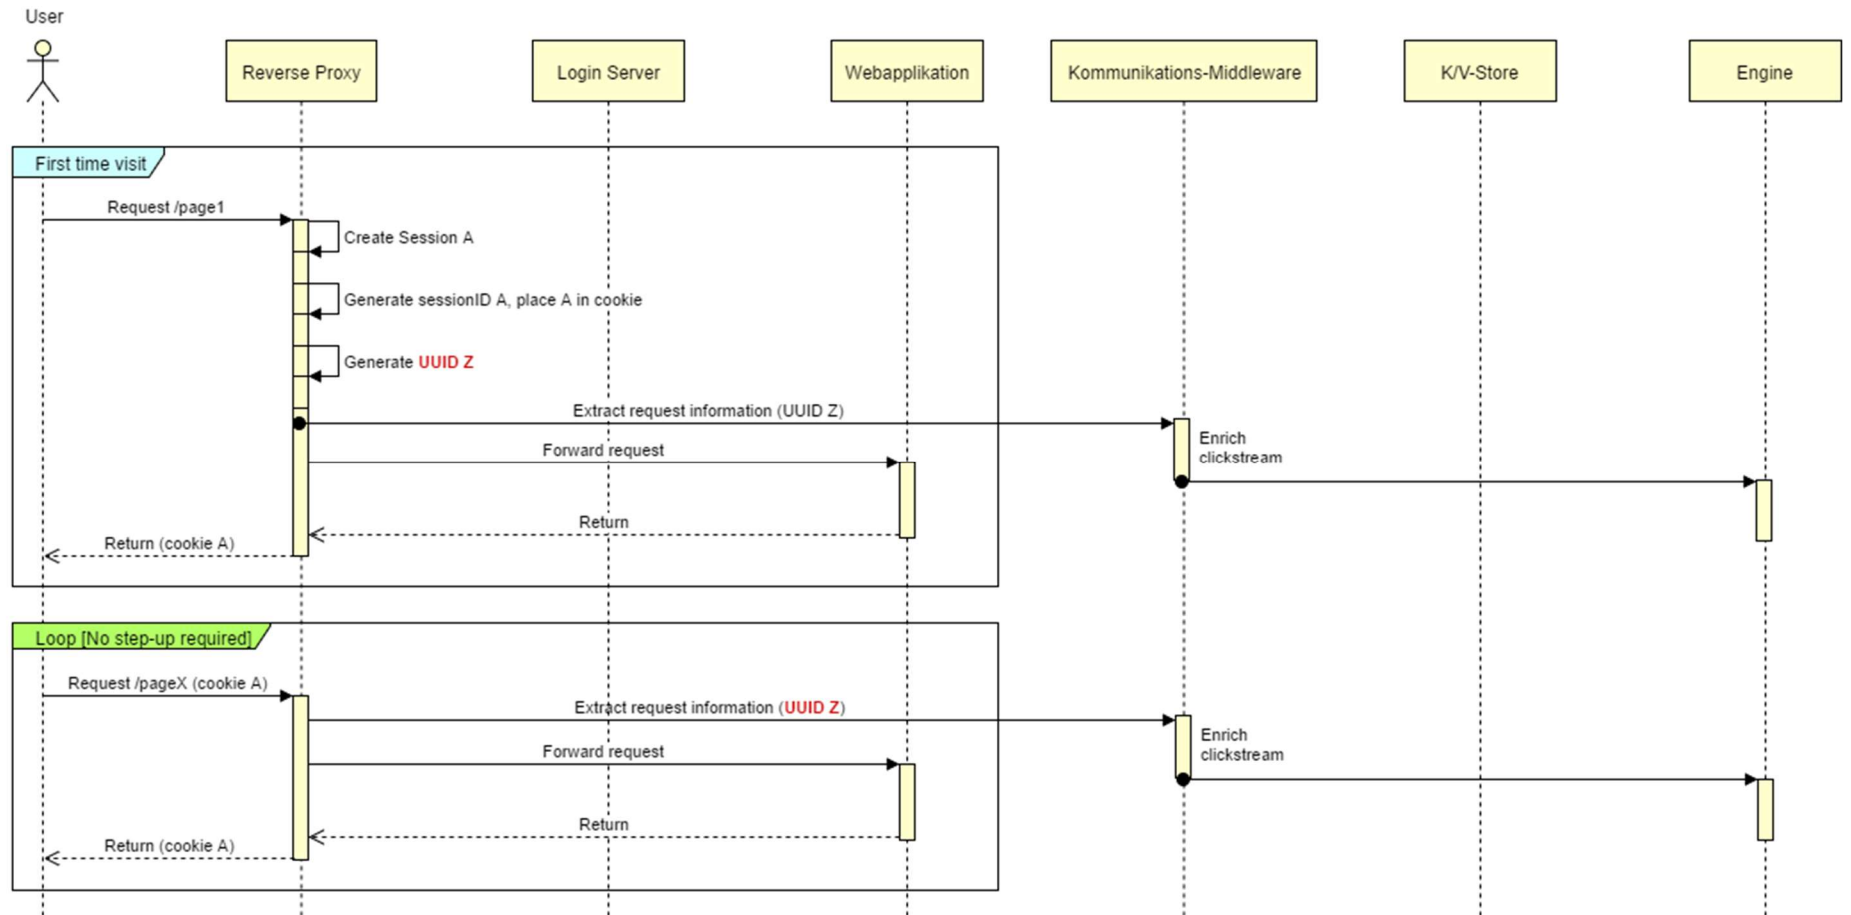 User
Reverse Proxy
Login Server
Webapplikation
Kommunikations-Middleware
K/V-Store
Engine
First time visit
Request /page1
Create Session A
Generate sessionID A, place A in cookie
Generate UUID Z
Extract request information (UUID Z)
Enrich
clickstream
Forward request
Return
Return (cookie A)
Loop [No step-up required]
Request /pageX (cookie A)
Extract request information (UUID Z)
Enrich
clickstream
Forward request
Return
Return (cookie A)